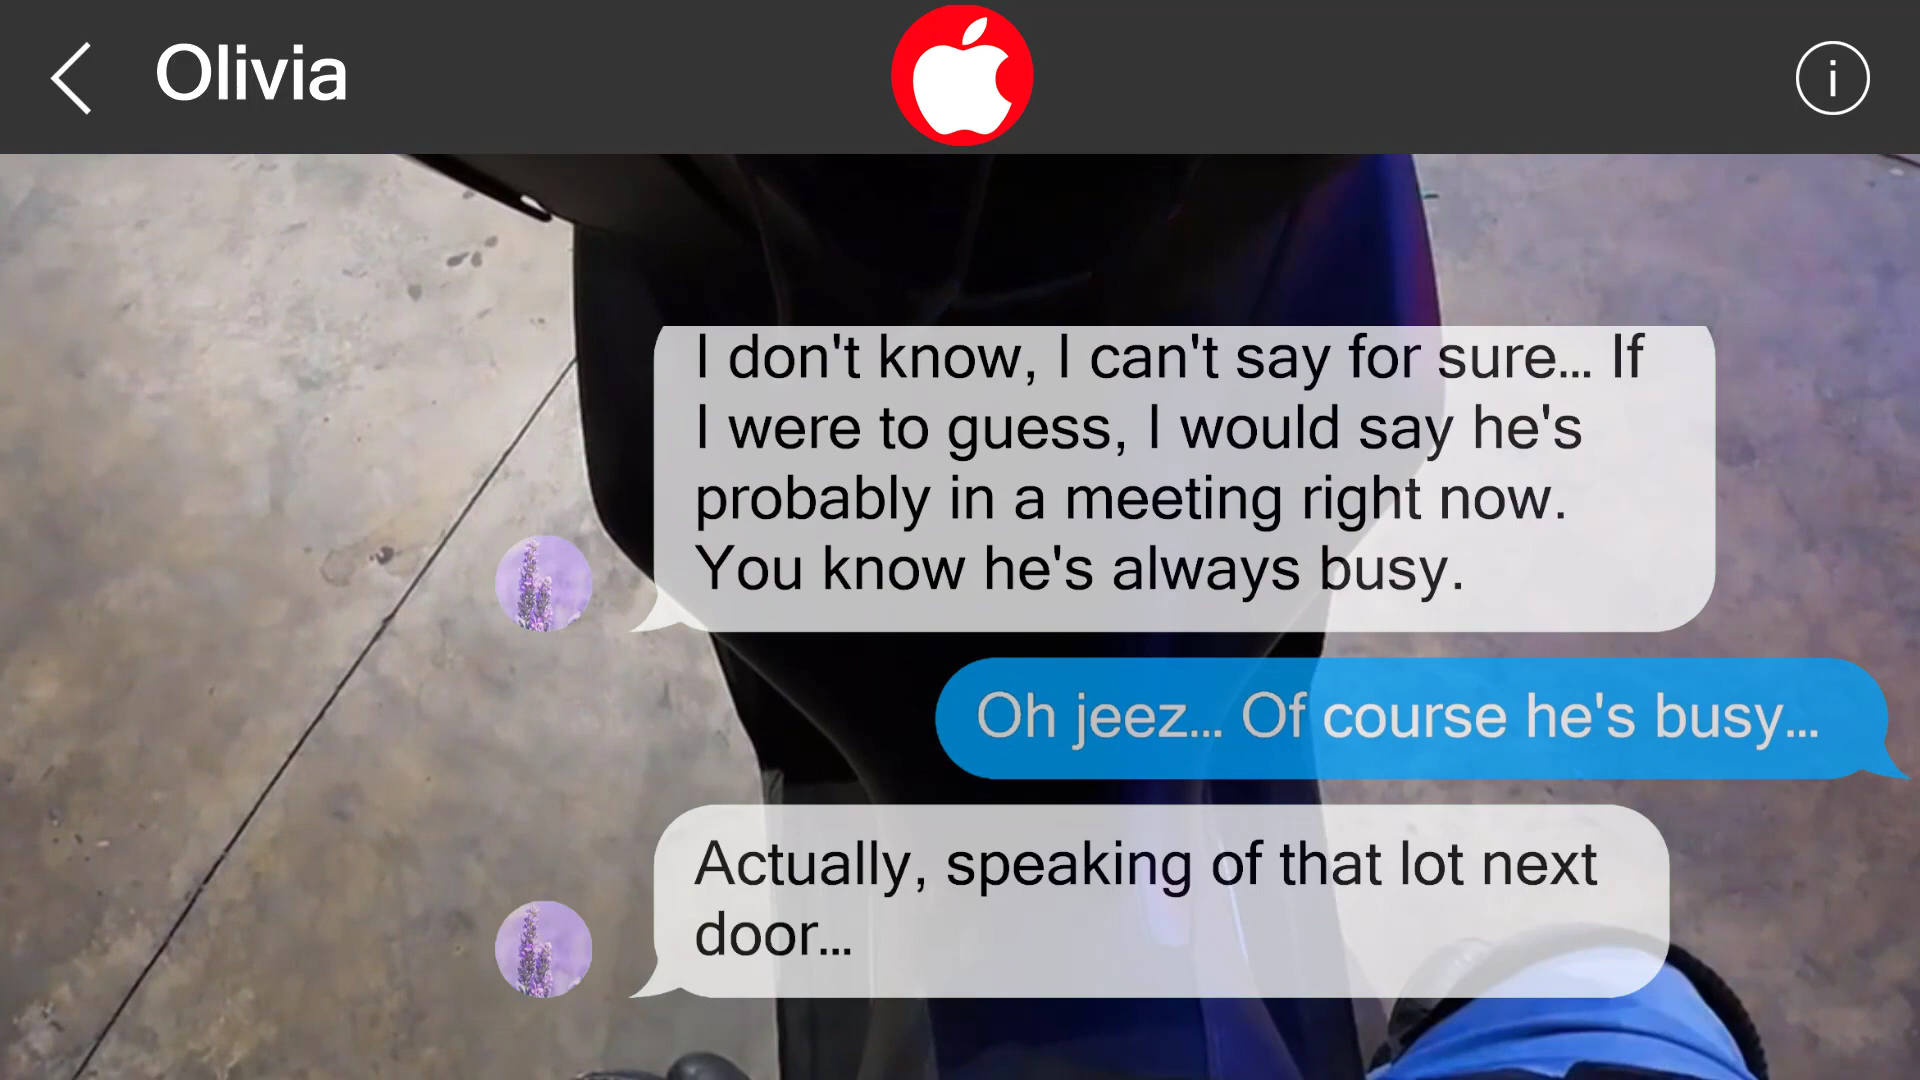 Olivia
i
I don't know, I can't say for sure... If
I were to guess, I would say he's
probably in a meeting right now.
You know he's always busy.
Oh jeez... Of course he's busy...
Actually, speaking of that lot next
door...